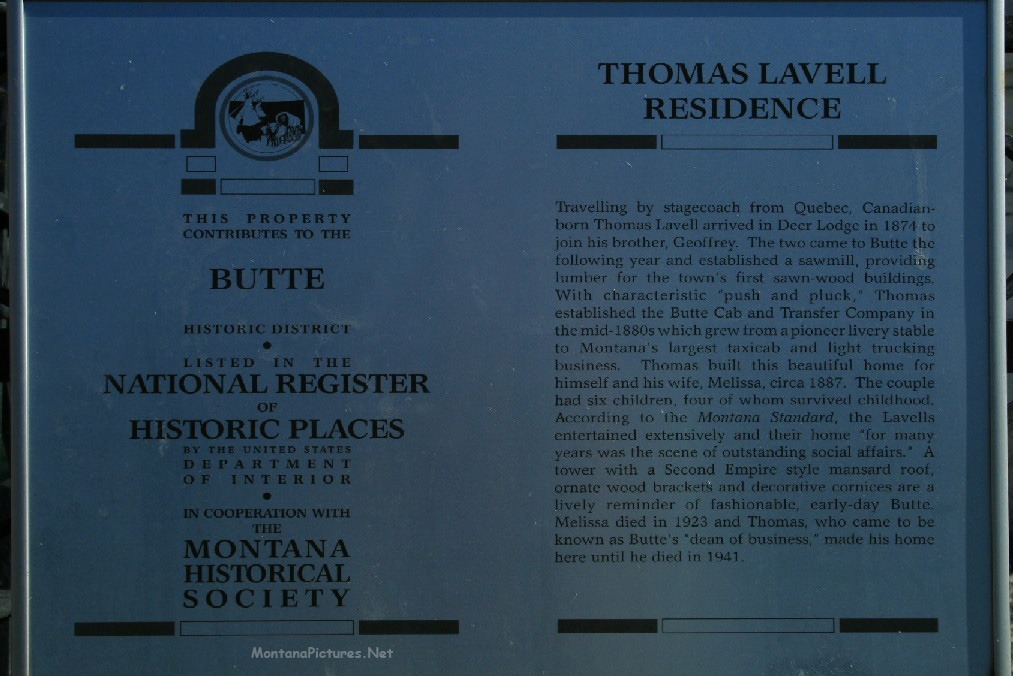 THIS PROPERTY
CONTRIBUTES TO THE
BUTTE
HISTORIC DISTRICT
LISTED IN THE
NATIONAL REGISTER
OF
HISTORIC PLACES
BY THE UNITED STATES
DEPARTMENT
OF INTERIOR
IN COOPERATION WITH
THE
MONTANA
HISTORICAL
SOCIETY
THOMAS LAVELL
RESIDENCE
Travelling by stagecoach from Quebec, Canadian-
born Thomas Lavell arrived in Deer Lodge in 1874 to
join his brother, Geoffrey. The two came to Butte the
following year and established a sawmill, providing
lumber for the town's first sawn-wood buildings.
With characteristic "push and pluck," Thomas
established the Butte Cab and Transfer Company in
the mid-1880s which grew from a pioneer livery stable
to Montana's largest taxicab and light trucking
business. Thomas built this beautiful home for
himself and his wife, Melissa, circa 1887. The couple
had six children, four of whom survived childhood.
According to the Montana Standard, the Lavells
entertained extensively and their home "for many
years was the scene of outstanding social affairs." A
tower with a Second Empire style mansard roof,
ornate wood brackets and decorative cornices are a
lively reminder of fashionable, early-day Butte.
Melissa died in 1923 and Thomas, who came to be
known as Butte's "dean of business," made his home
here until he died in 1941.
MontanaPictures.Net